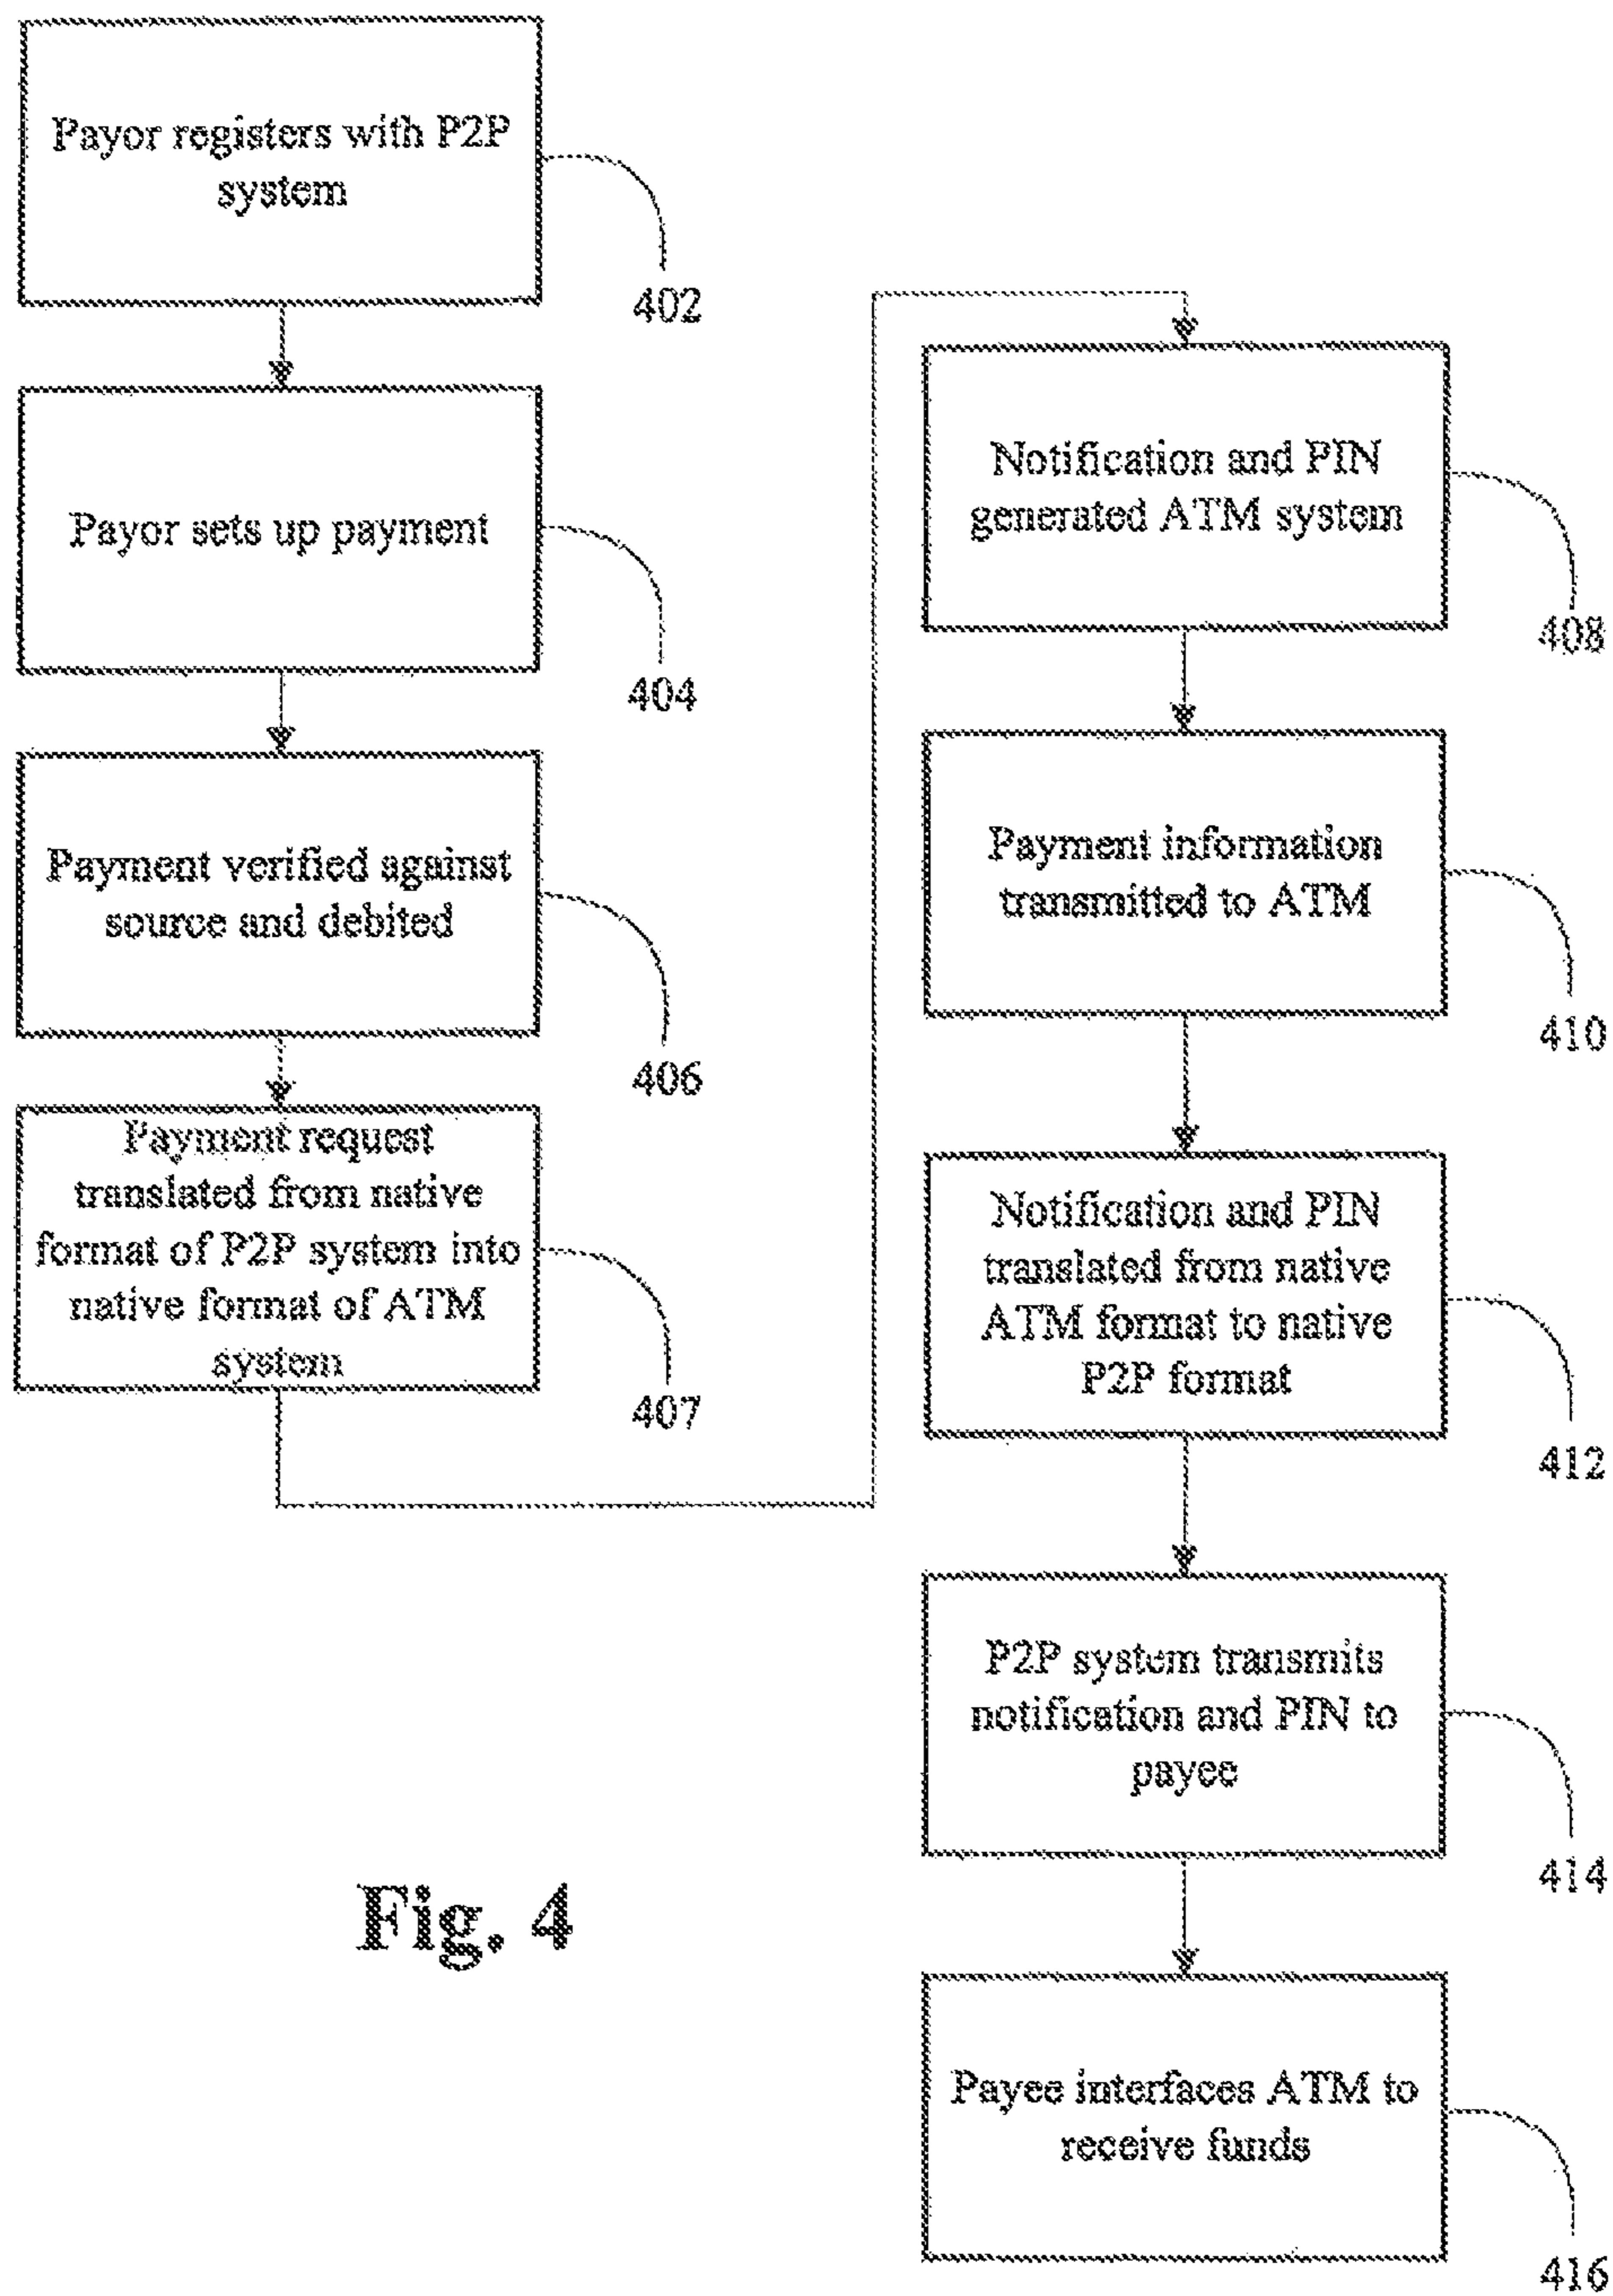 Payor registers with P2P
system
402
Payor sets up payment
404
Payment verified against
source and debited
406
Payment request
translated from native
format of P2P system into
native format of ATM
system
407
Notification and PIN
generated ATM system
408
Payment information
transmitted to ATM
410
Notification and PIN
translated from native
ATM format to native
P2P format
412
P2P system transmits
notification and PIN to
payee
414
Payee interfaces ATM to
receive funds
416
Fig. 4